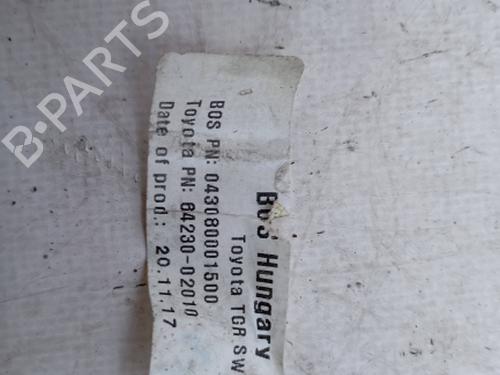 BOS Hungary
Toyota TGR SW
BOS PN: 04308001500
Toyota PN: 64230-02010
Date of prod.: 20.11.17
B-PARTS